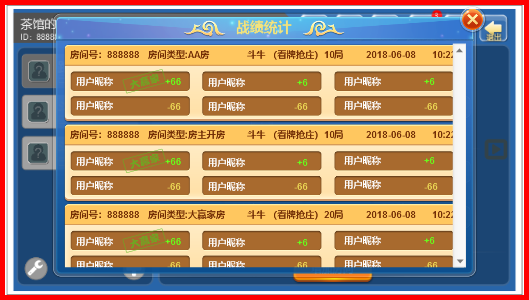 茶馆的
战绩统计
ID: 8888
退出
房间号：888888 房间类型:AA房 斗牛 (看牌抢庄) 10局 2018-06-08 10:22
用户昵称 大赢家 +66 用户昵称 +6 用户昵称 +6
用户昵称 -66 用户昵称 -6 用户昵称 -66
房间号：888888 房间类型:房主开房 斗牛 (看牌抢庄) 10局 2018-06-08 10:22
用户昵称 大赢家 +66 用户昵称 +6 用户昵称 +6
用户昵称 -66 用户昵称 -6 用户昵称 -66
房间号：888888 房间类型:大赢家房 斗牛 (看牌抢庄) 20局 2018-06-08 10:22
用户昵称 大赢家 +66 用户昵称 +6 用户昵称 +6
用户昵称 -66 用户昵称 -6 用户昵称 -66